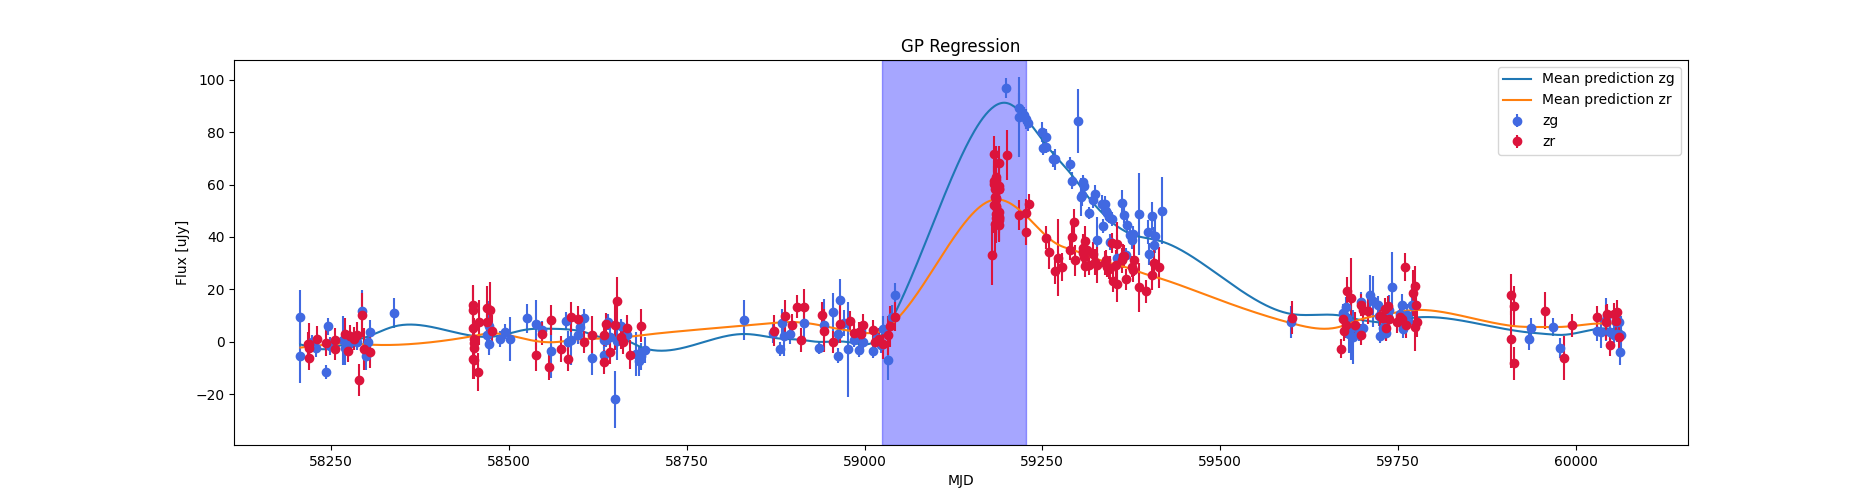 GP Regression
Mean prediction zg
Mean prediction zr
zg
zr
Flux [uJy]
100
80
60
40
20
0
−20
58250
58500
58750
59000
59250
59500
59750
60000
MJD